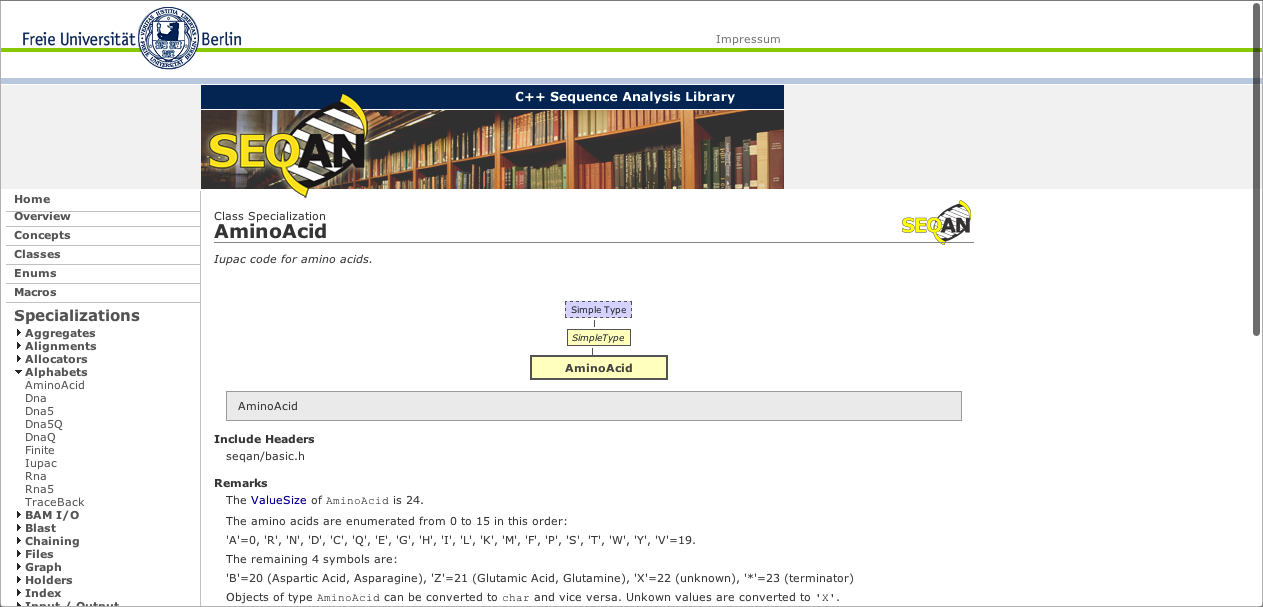 Freie Universität Berlin
Impressum
C++ Sequence Analysis Library
SEQAN
Home
Overview
Concepts
Classes
Enums
Macros
Specializations
Aggregates
Alignments
Allocators
Alphabets
AminoAcid
Dna
Dna5
Dna5Q
DnaQ
Finite
Iupac
Rna
Rna5
TraceBack
BAM I/O
Blast
Chaining
Files
Graph
Holders
Index
Input / Output
Class Specialization
AminoAcid
SEQAN
Iupac code for amino acids.
Simple Type
SimpleType
AminoAcid
AminoAcid
Include Headers
seqan/basic.h
Remarks
The ValueSize of AminoAcid is 24.
The amino acids are enumerated from 0 to 15 in this order:
'A'=0, 'R', 'N', 'D', 'C', 'Q', 'E', 'G', 'H', 'I', 'L', 'K', 'M', 'F', 'P', 'S', 'T', 'W', 'Y', 'V'=19.
The remaining 4 symbols are:
'B'=20 (Aspartic Acid, Asparagine), 'Z'=21 (Glutamic Acid, Glutamine), 'X'=22 (unknown), '*'=23 (terminator)
Objects of type AminoAcid can be converted to char and vice versa. Unkown values are converted to 'X'.